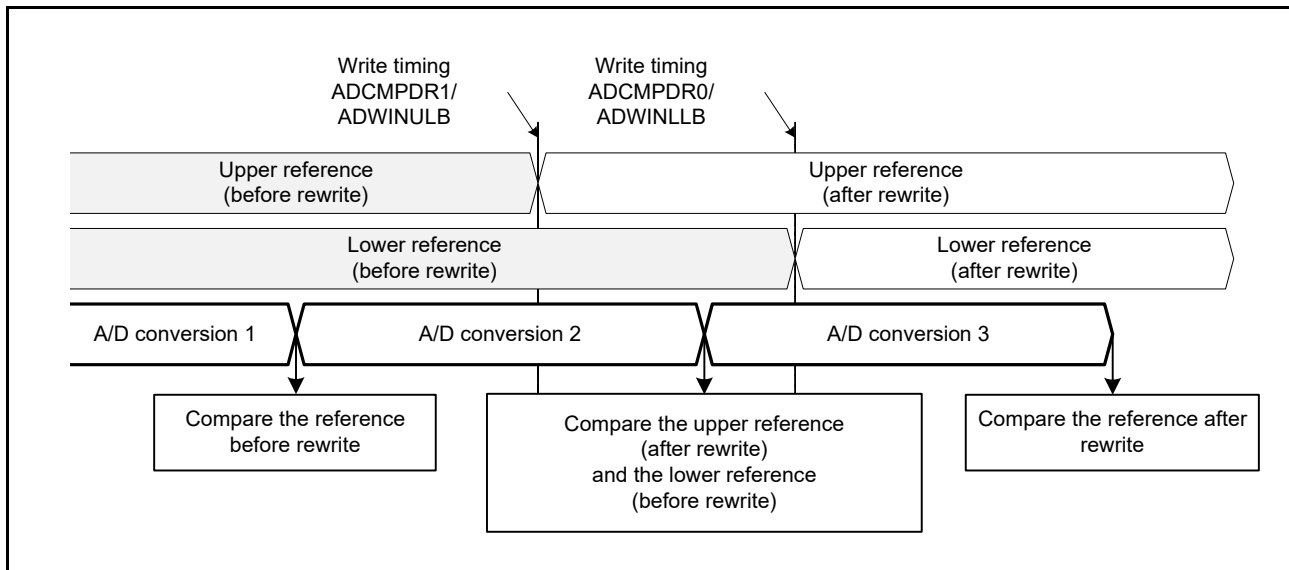 Write timing
ADCMPDR1/
ADWINULB
Write timing
ADCMPDR0/
ADWINLLB
Upper reference
(before rewrite)
Upper reference
(after rewrite)
Lower reference
(before rewrite)
Lower reference
(after rewrite)
A/D conversion 1
A/D conversion 2
A/D conversion 3
Compare the reference
before rewrite
Compare the upper reference
(after rewrite)
and the lower reference
(before rewrite)
Compare the reference after
rewrite